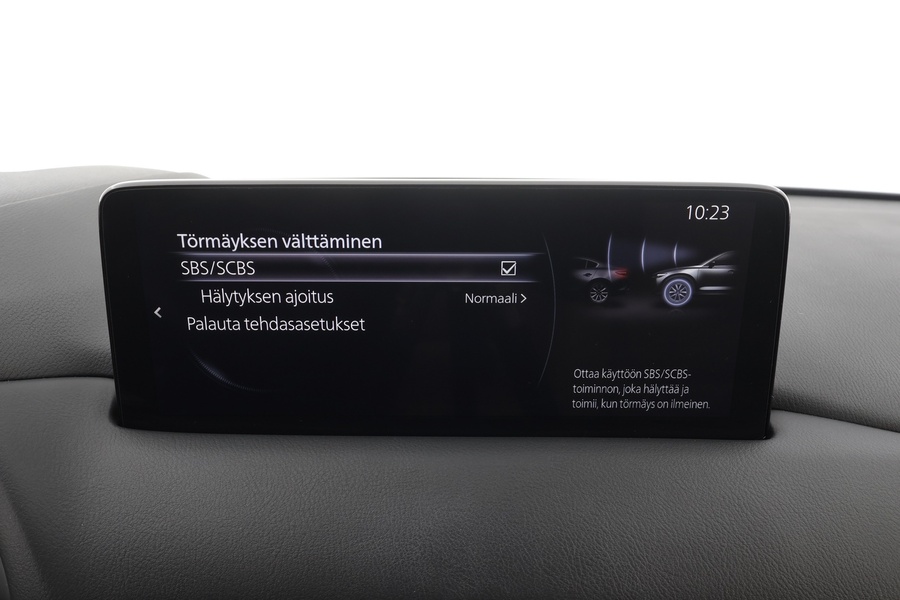 10:23
Törmäyksen välttäminen
SBS/SCBS
Hälytyksen ajoitus Normaali
Palauta tehdasasetukset
Ottaa käyttöön SBS/SCBS-
toiminnon, joka hälyttää ja
toimii, kun törmäys on ilmeinen.